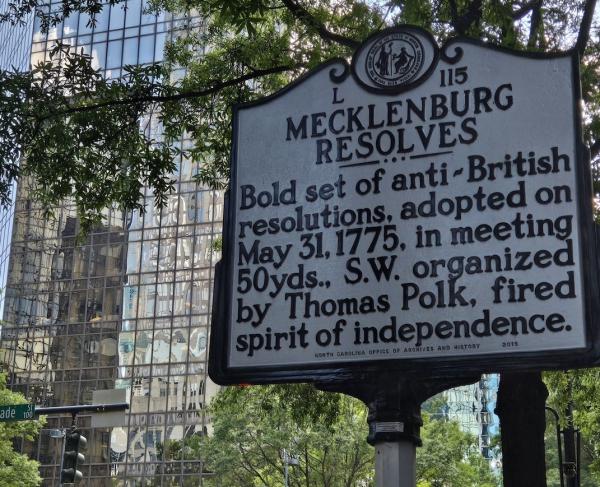 L 115
MECKLENBURG
RESOLVES
Bold set of anti-British
resolutions, adopted on
May 31, 1775, in meeting
50yds., S.W. organized
by Thomas Polk, fired
spirit of independence.
NORTH CAROLINA OFFICE OF ARCHIVES AND HISTORY 2015
ade 100